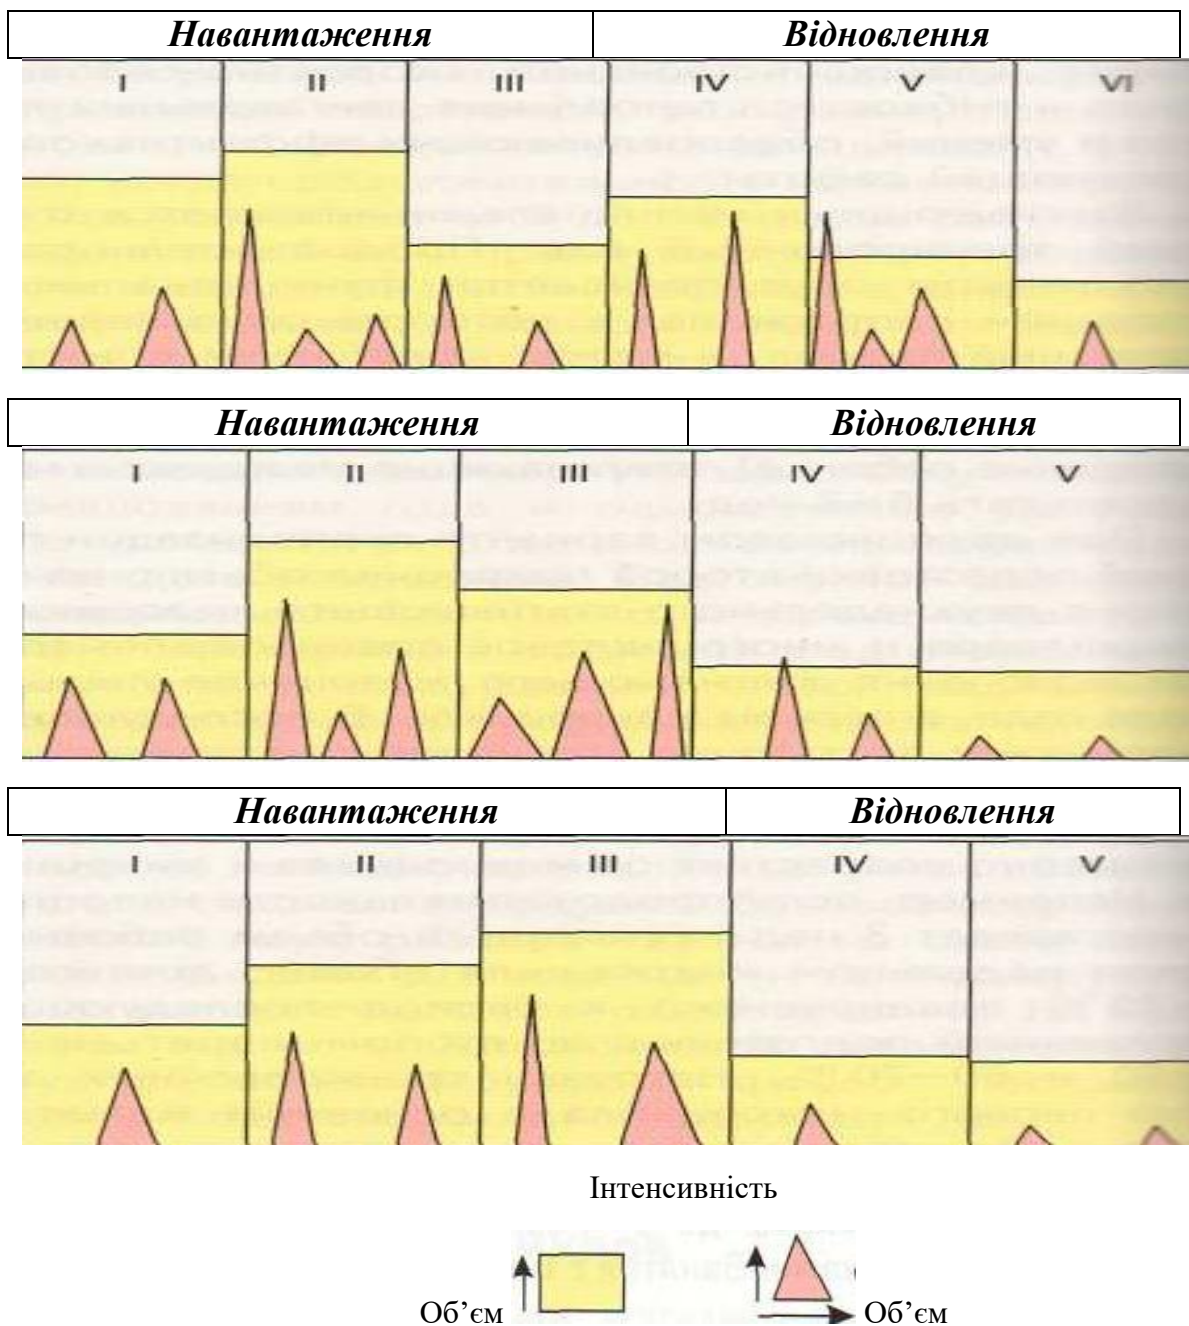 Навантаження Відновлення
I II III IV V VI
Навантаження Відновлення
I II III IV V
Навантаження Відновлення
I II III IV V
Інтенсивність
Об’єм Об’єм